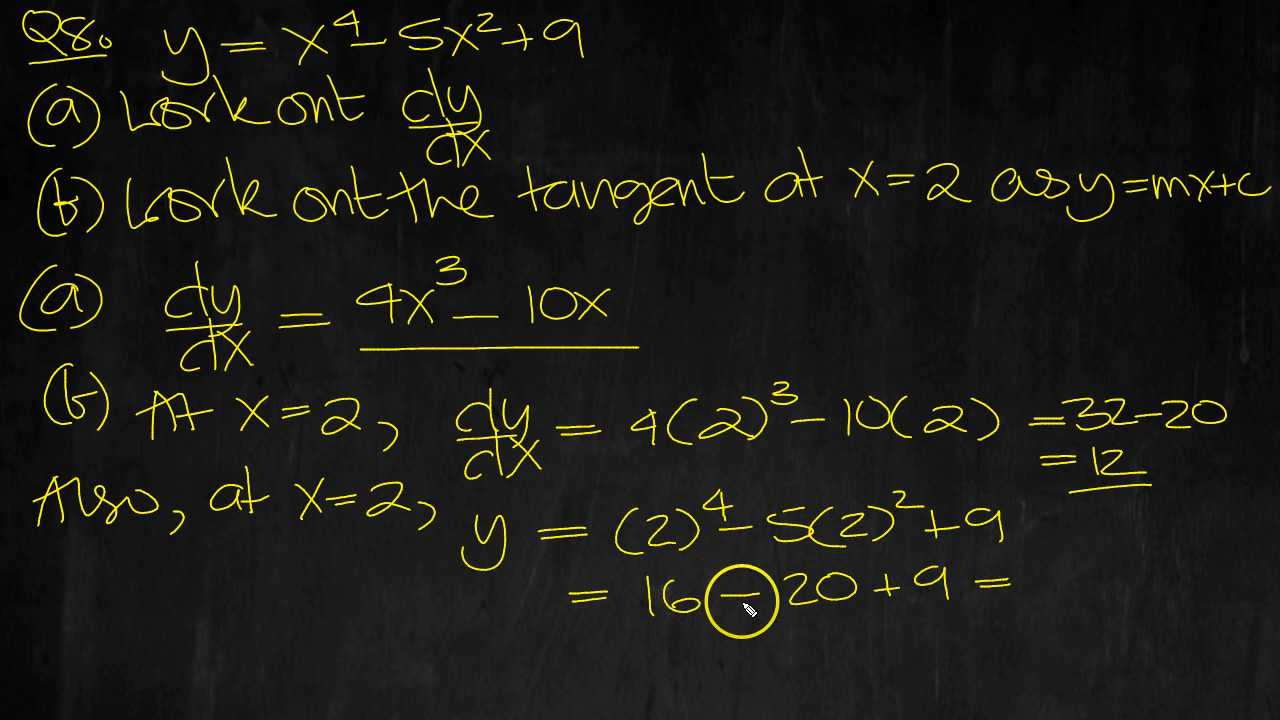 Q8. y = x⁴ - 5x² + 9
(a) Work out dy/dx
(b) Work out the tangent at x = 2 as y = mx + c
(a) dy/dx = 4x³ - 10x
(b) At x = 2, dy/dx = 4(2)³ - 10(2) = 32 - 20
= 12
Also, at x = 2, y = (2)⁴ - 5(2)² + 9
= 16 - 20 + 9 =